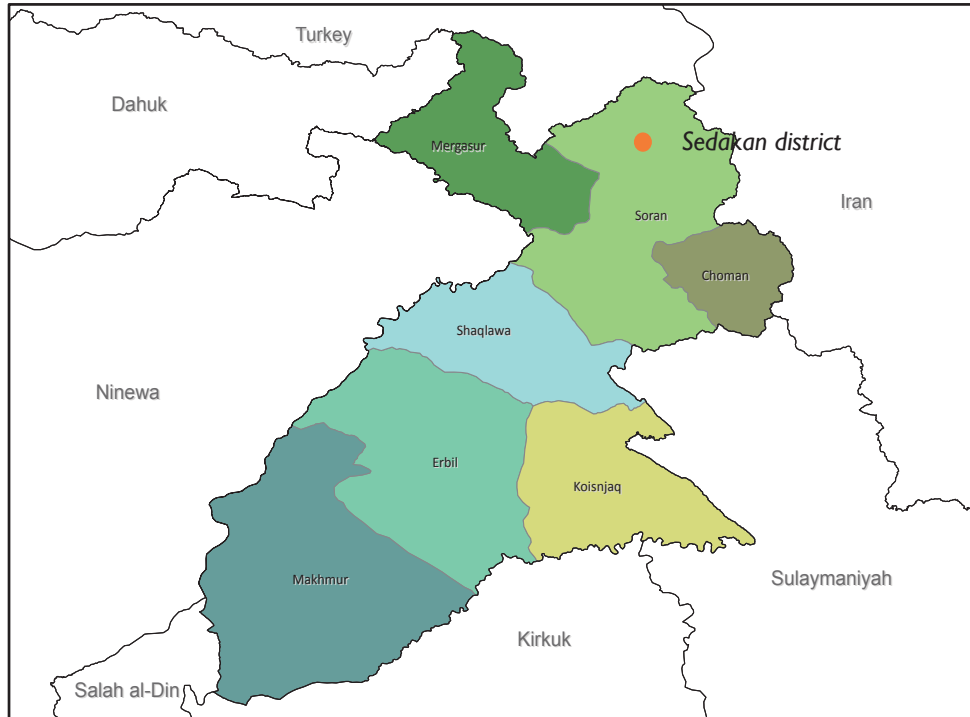 Turkey
Dahuk
Mergasur
Sedakan district
Iran
Soran
Choman
Shaqlawa
Ninewa
Erbil
Koisnjaq
Makhmur
Sulaymaniyah
Kirkuk
Salah al-Din